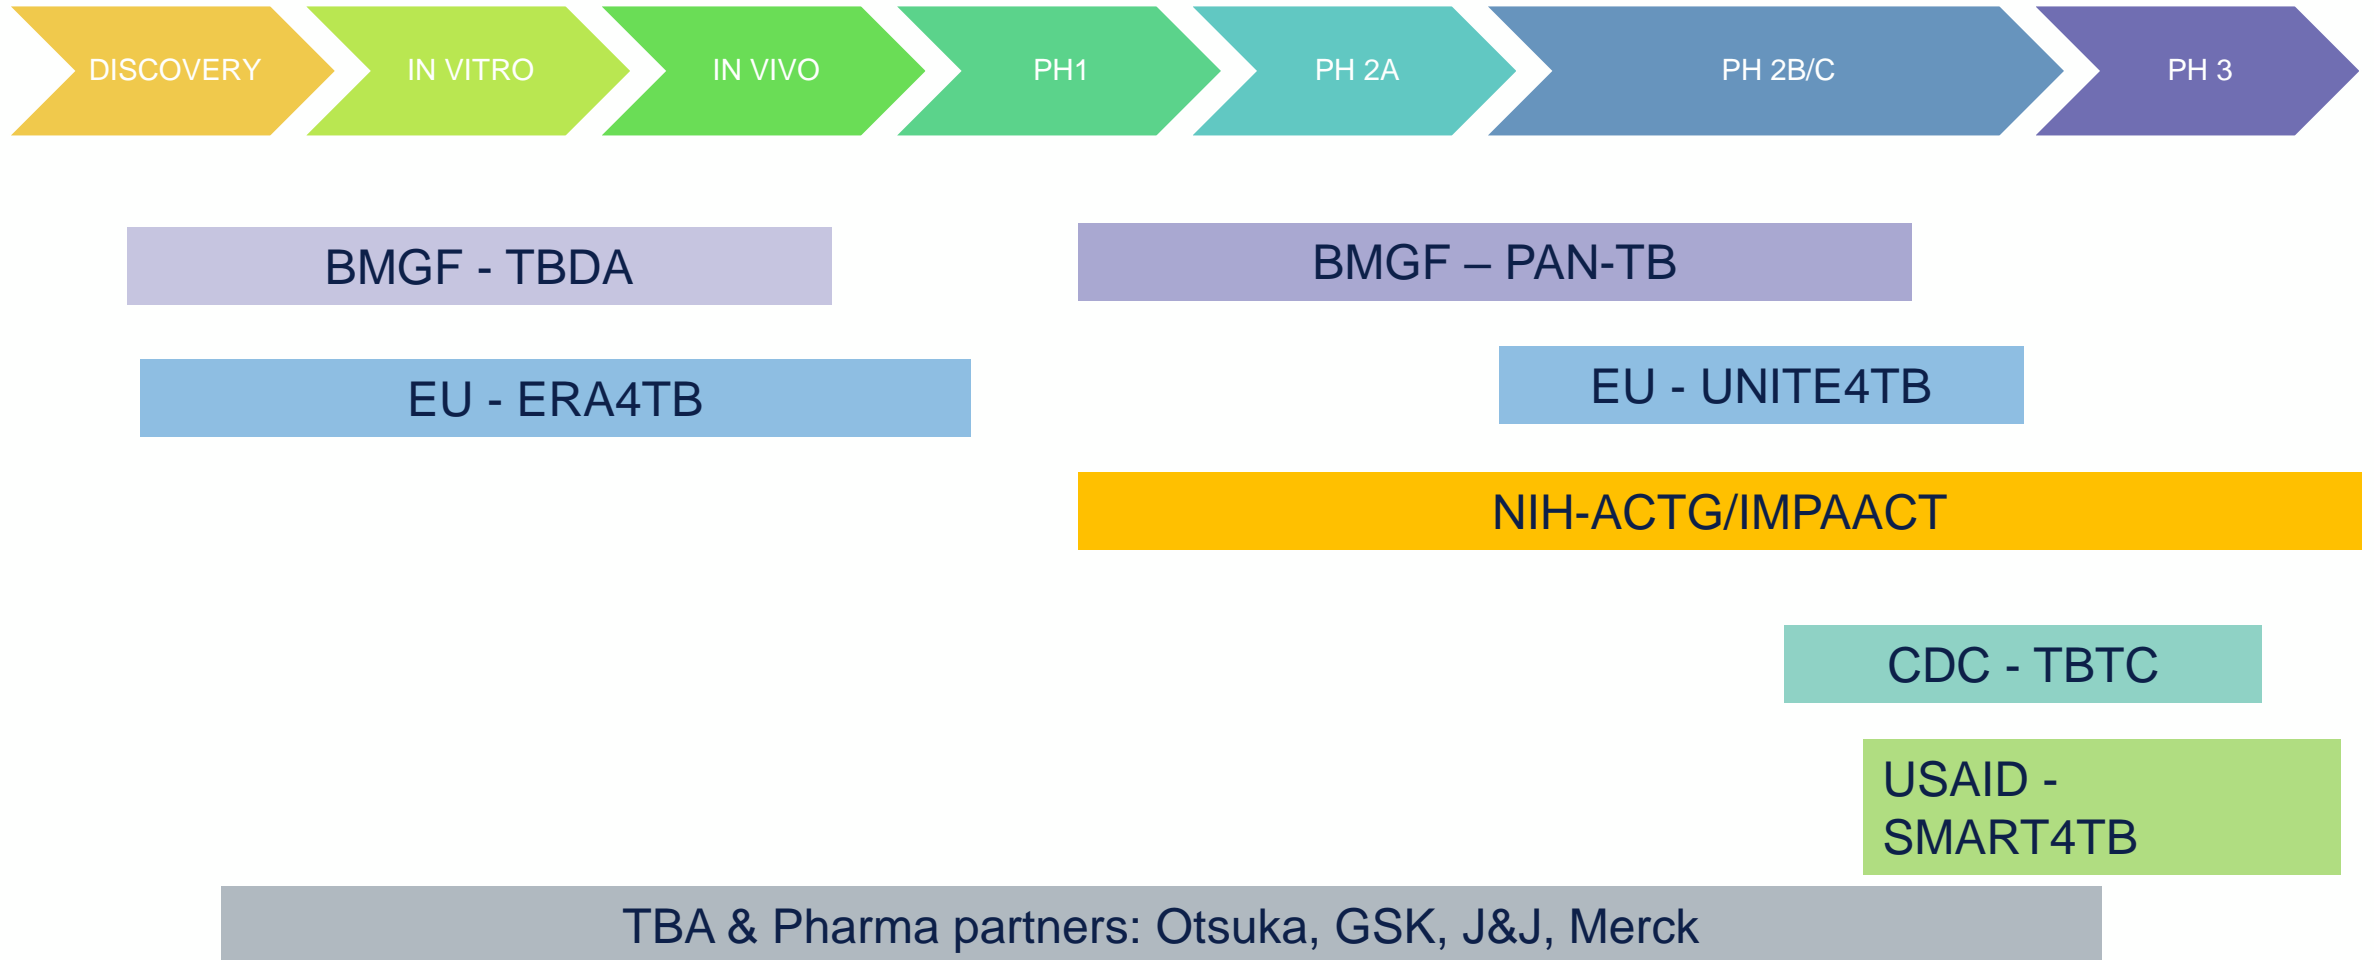 DISCOVERY
IN VITRO
IN VIVO
PH1
PH 2A
PH 2B/C
PH 3
BMGF - TBDA
BMGF – PAN-TB
EU - ERA4TB
EU - UNITE4TB
NIH-ACTG/IMPAACT
CDC - TBTC
USAID -
SMART4TB
TBA & Pharma partners: Otsuka, GSK, J&J, Merck